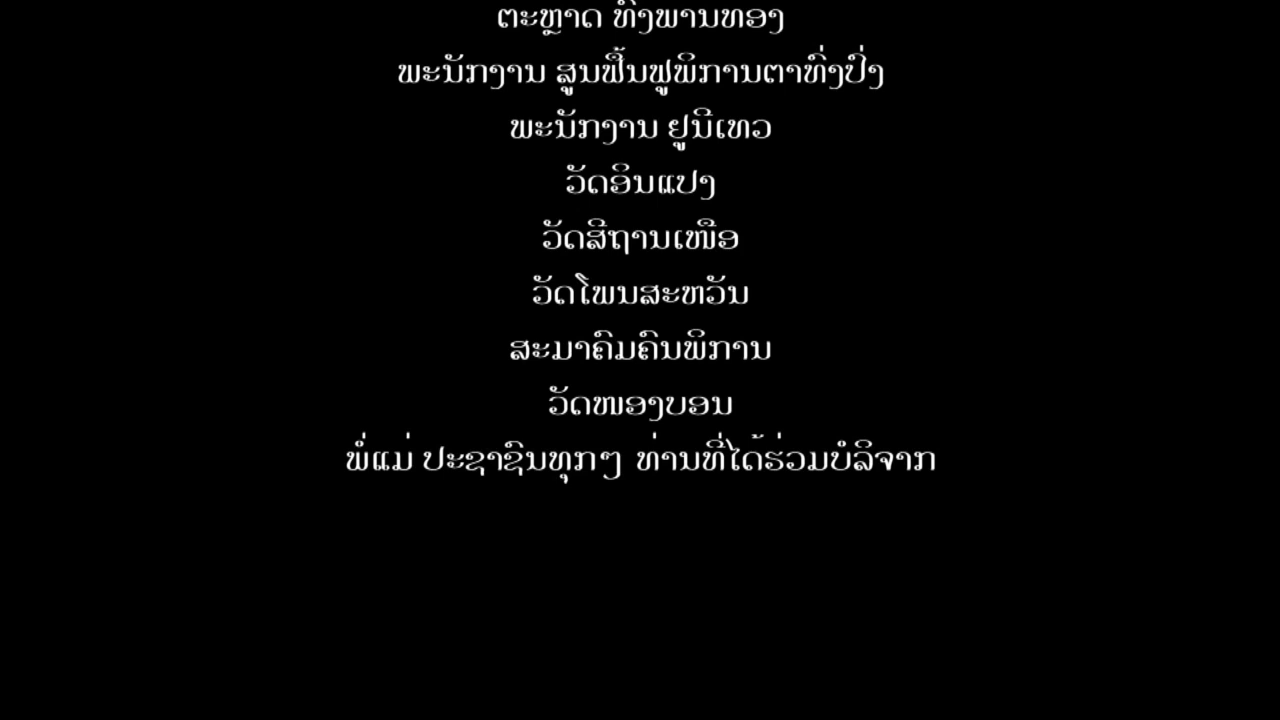 ຕະຫຼາດ ທົ່ງພານທອງ
ພະນັກງານ ສູນຟື້ນຟູພິການຕາທົ່ງປົ່ງ
ພະນັກງານ ຢູນີເທວ
ວັດອິນແປງ
ວັດສີຖານເໜືອ
ວັດໂພນສະຫວັນ
ສະມາຄົມຄົນພິການ
ວັດໜອງບອນ
ພໍ່ແມ່ ປະຊາຊົນທຸກໆ ທ່ານທີ່ໄດ້ຮ່ວມບໍລິຈາກ